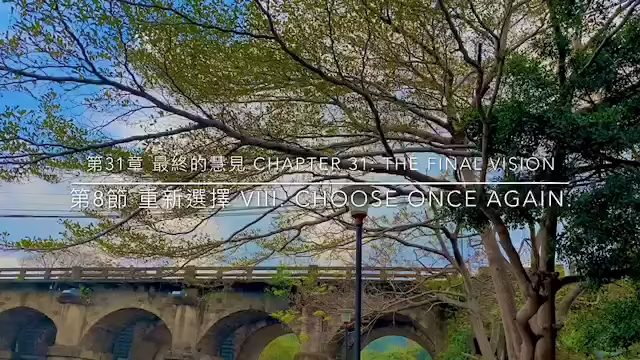 第31章 最終的慧見 CHAPTER 31: THE FINAL VISION
第8節 重新選擇 VIII. CHOOSE ONCE AGAIN